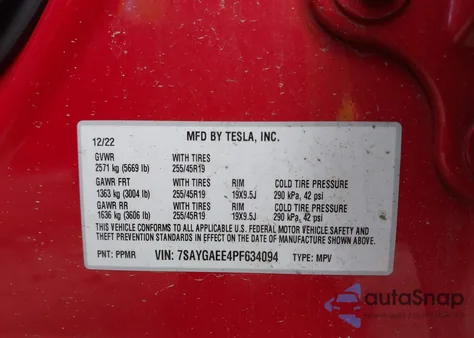 12/22 MFD BY TESLA, INC.
GVWR WITH TIRES
2571 kg (5669 lb) 255/45R19
GAWR FRT WITH TIRES RIM COLD TIRE PRESSURE
1363 kg (3004 lb) 255/45R19 19X9.5J 290 kPa, 42 psi
GAWR RR WITH TIRES RIM COLD TIRE PRESSURE
1636 kg (3606 lb) 255/45R19 19X9.5J 290 kPa, 42 psi
THIS VEHICLE CONFORMS TO ALL APPLICABLE U.S. FEDERAL MOTOR VEHICLE SAFETY AND
THEFT PREVENTION STANDARDS IN EFFECT ON THE DATE OF MANUFACTURE SHOWN ABOVE.
PNT: PPMR VIN: 7SAYGAEE4PF634094 TYPE: MPV
autoSnap